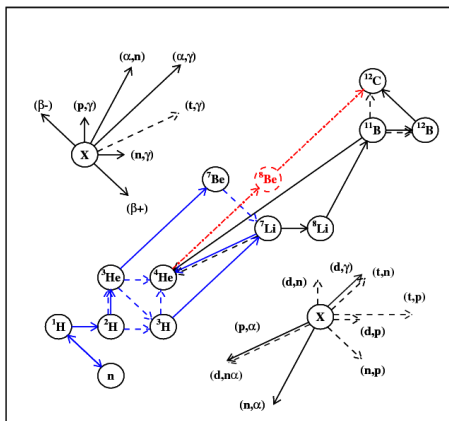 (α,n)
(α,γ)
(β-)
(p,γ)
(t,γ)
X
(n,γ)
(β+)
¹²C
¹¹B
¹²B
⁷Be
⁸Be
⁷Li
⁸Li
³He
⁴He
¹H
²H
³H
n
(d,γ)
(d,n)
(t,n)
(t,p)
X
(p,α)
(d,p)
(d,nα)
(n,p)
(n,α)